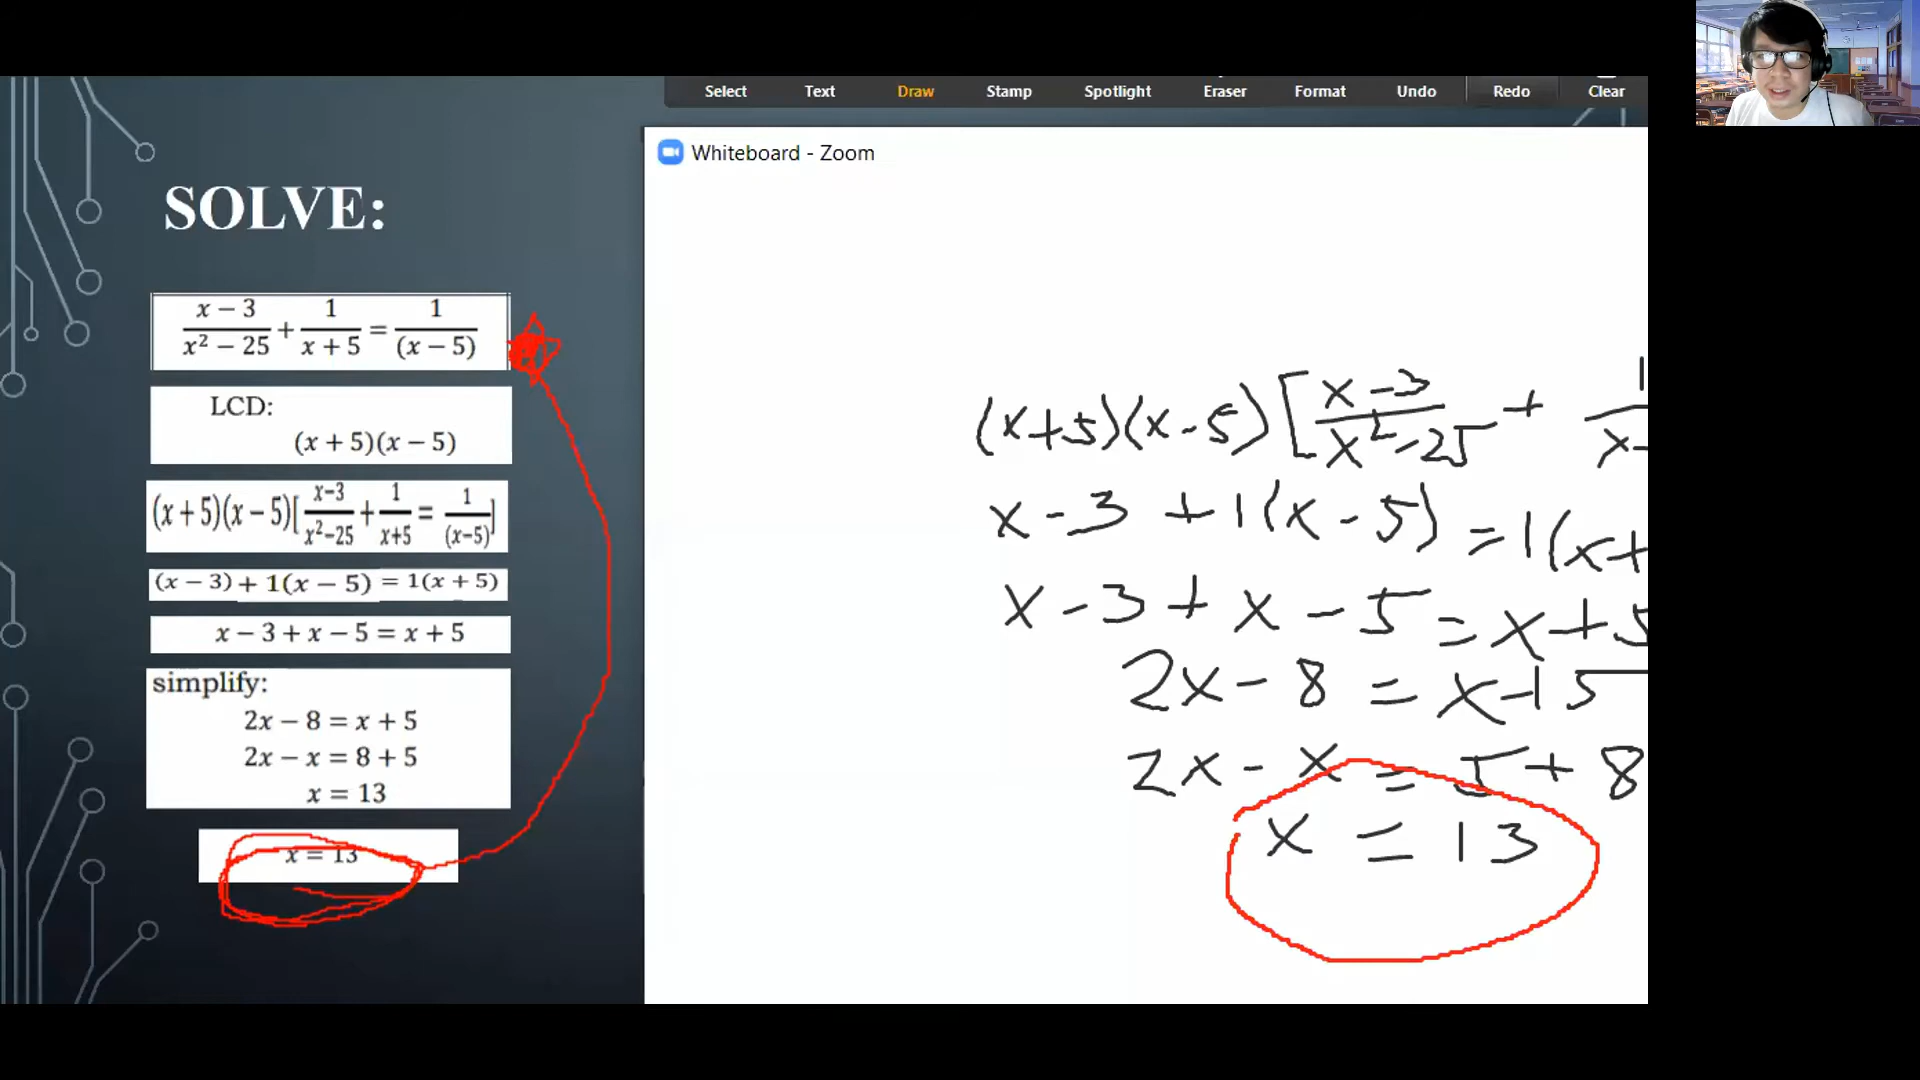 Select Text Draw Stamp Spotlight Eraser Format Undo Redo Clear
Whiteboard - Zoom
SOLVE:
x − 3 / x² − 25 + 1 / x + 5 = 1 / (x − 5)
LCD:
(x + 5)(x − 5)
(x + 5)(x − 5)[ x−3 / x²−25 + 1 / x+5 = 1 / (x−5) ]
(x − 3) + 1(x − 5) = 1(x + 5)
x − 3 + x − 5 = x + 5
simplify:
2x − 8 = x + 5
2x − x = 8 + 5
x = 13
x = 13
(x+5)(x-5) [ x-3 / x²-25 + 1 / x-
x - 3 + 1(x - 5) = 1(x+
x - 3 + x - 5 = x + 5
2x - 8 = x-15
2x - x = 5 + 8
x = 13